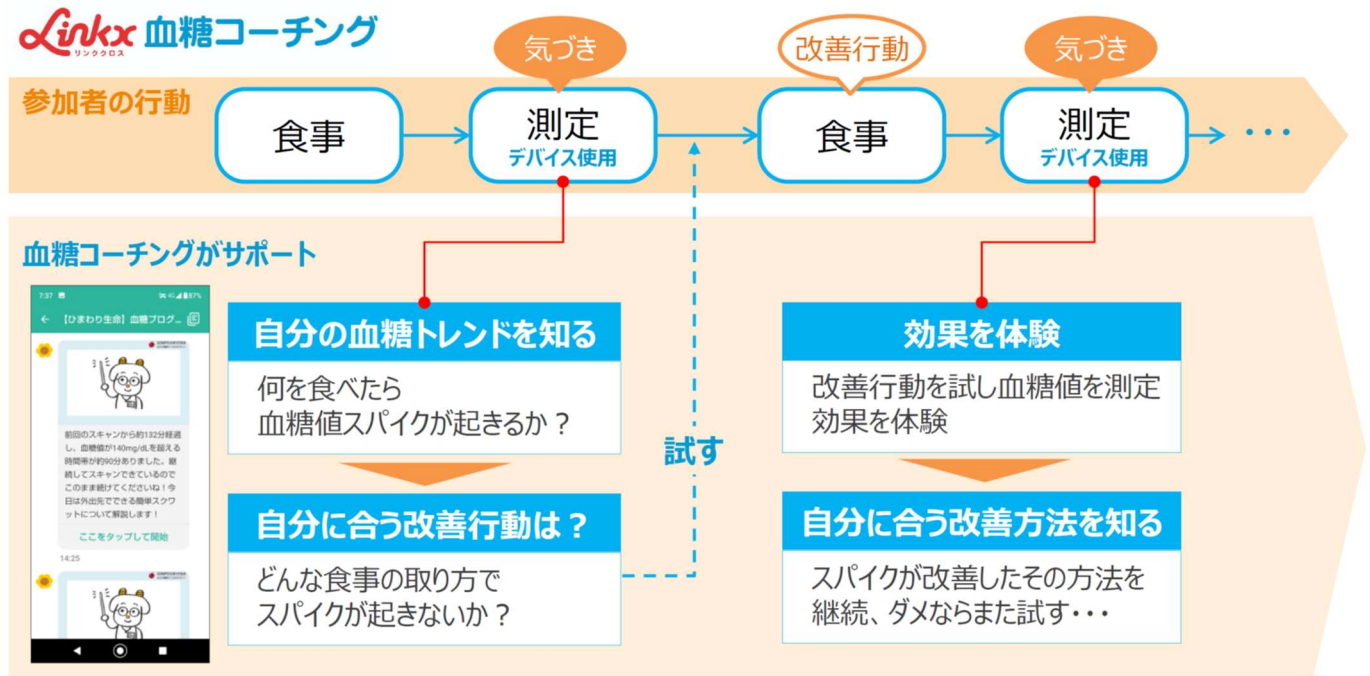 Linkx 血糖コーチング
リンククロス
気づき
改善行動
気づき
参加者の行動
食事
測定
デバイス使用
食事
測定
デバイス使用
・・・
血糖コーチングがサポート
7:37
4G
87%
【ひまわり生命】血糖プログ...
前回のスキャンから約132分経過
し、血糖値が140mg/dLを超える
時間帯が約90分ありました。継
続してスキャンできているので
このまま続けてくださいね！今
日は外出先でできる簡単スクワ
ットについて解説します！
ここをタップして開始
14:25
自分の血糖トレンドを知る
何を食べたら
血糖値スパイクが起きるか？
自分に合う改善行動は？
どんな食事の取り方で
スパイクが起きないか？
試す
効果を体験
改善行動を試し血糖値を測定
効果を体験
自分に合う改善方法を知る
スパイクが改善したその方法を
継続、ダメならまた試す・・・